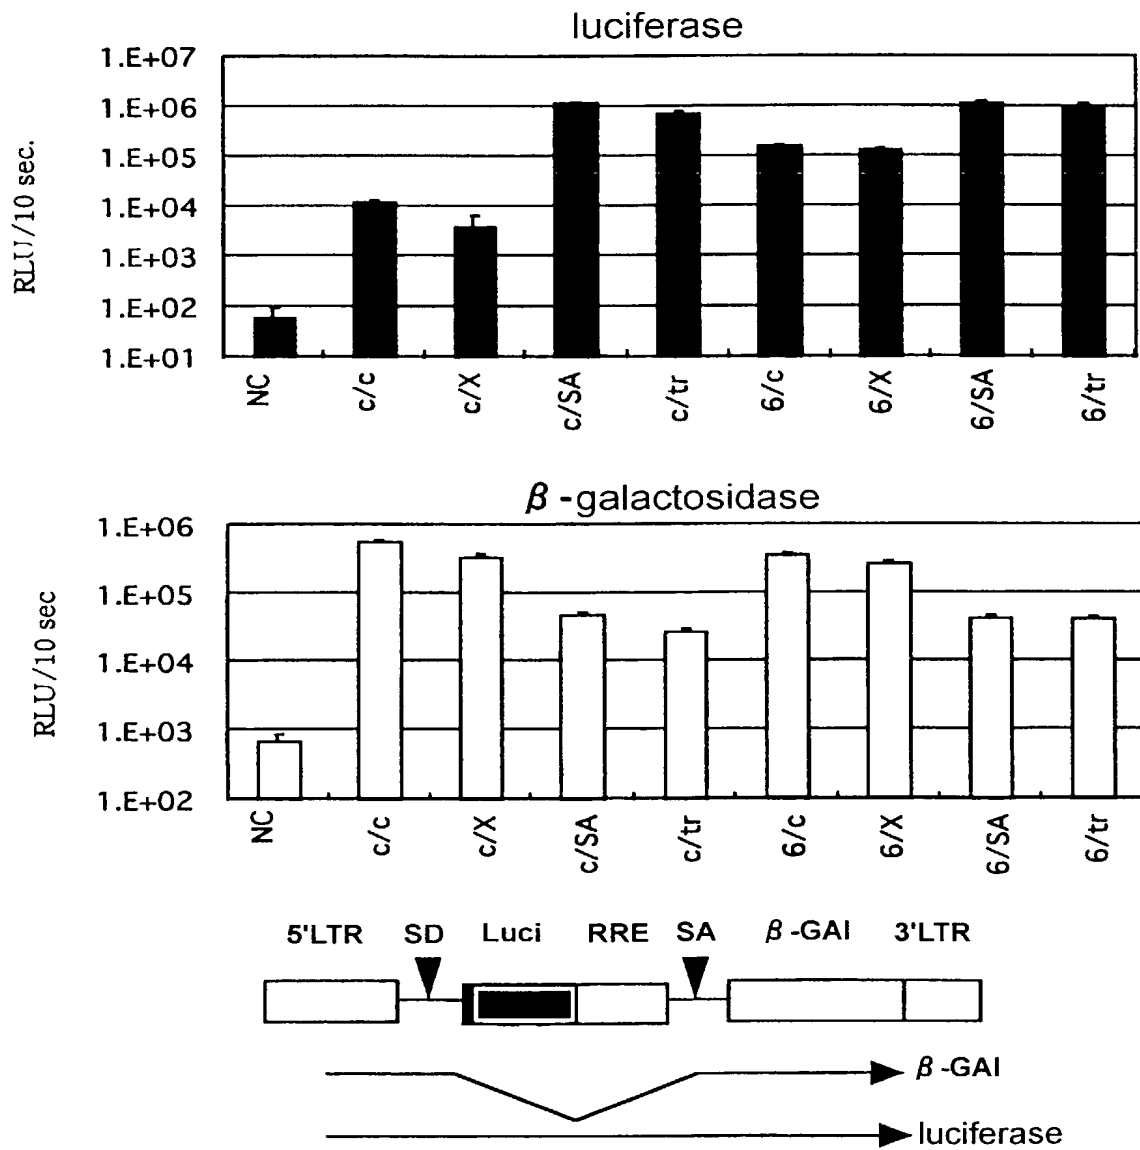 luciferase
1.E+07
1.E+06
1.E+05
1.E+04
1.E+03
1.E+02
1.E+01
RLU/10 sec.
NC c/c c/X c/SA c/tr 6/c 6/X 6/SA 6/tr
β-galactosidase
1.E+06
1.E+05
1.E+04
1.E+03
1.E+02
RLU/10 sec
NC c/c c/X c/SA c/tr 6/c 6/X 6/SA 6/tr
5'LTR SD Luci RRE SA β-GAl 3'LTR
β-GAl
luciferase